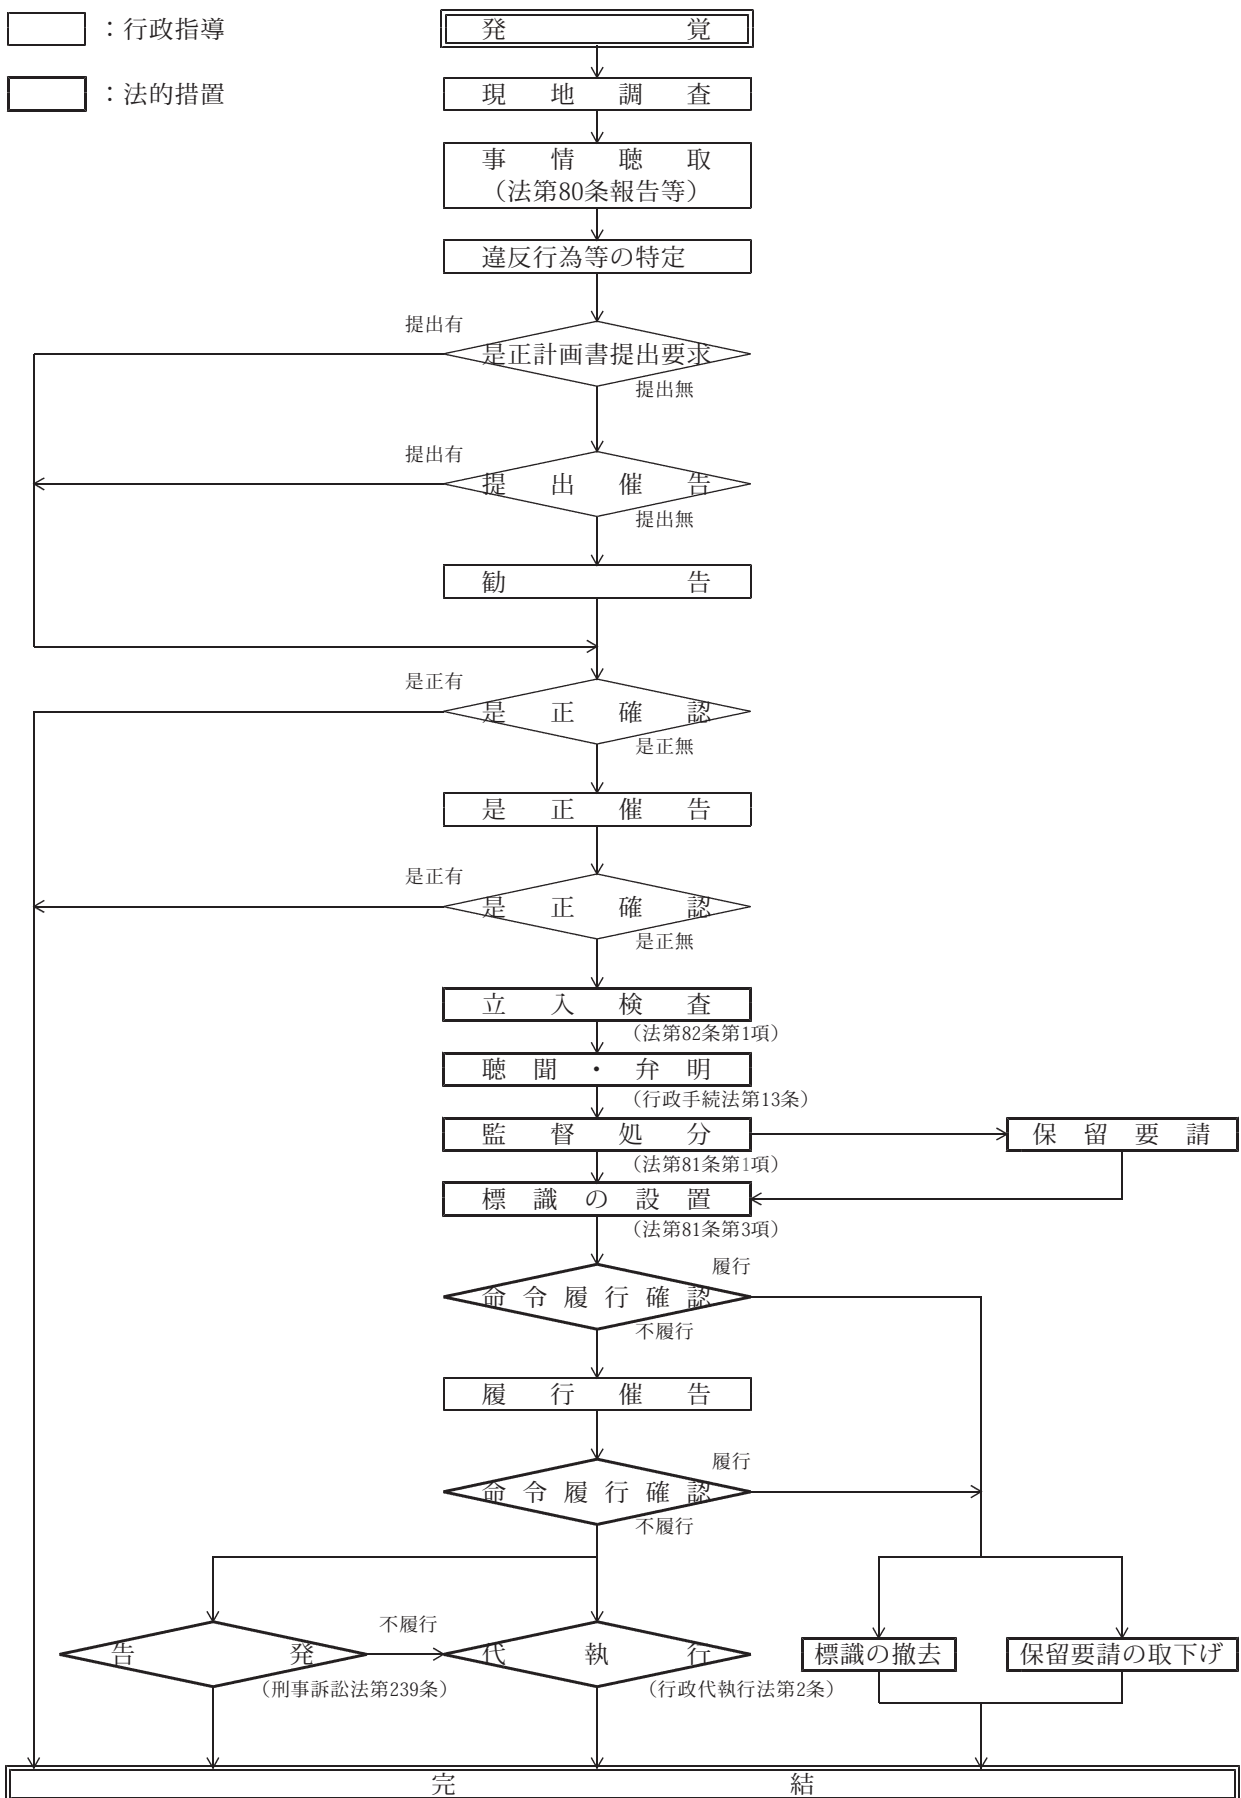 ：行政指導
：法的措置
発覚
現地調査
事情聴取
（法第80条報告等）
違反行為等の特定
提出有
是正計画書提出要求
提出無
提出有
提出催告
提出無
勧告
是正有
是正確認
是正無
是正催告
是正有
是正確認
是正無
立入検査
（法第82条第1項）
聴聞・弁明
（行政手続法第13条）
監督処分
保留要請
（法第81条第1項）
標識の設置
（法第81条第3項）
履行
命令履行確認
不履行
履行催告
履行
命令履行確認
不履行
告発
不履行
代執行
標識の撤去
保留要請の取下げ
（刑事訴訟法第239条）
（行政代執行法第2条）
完結